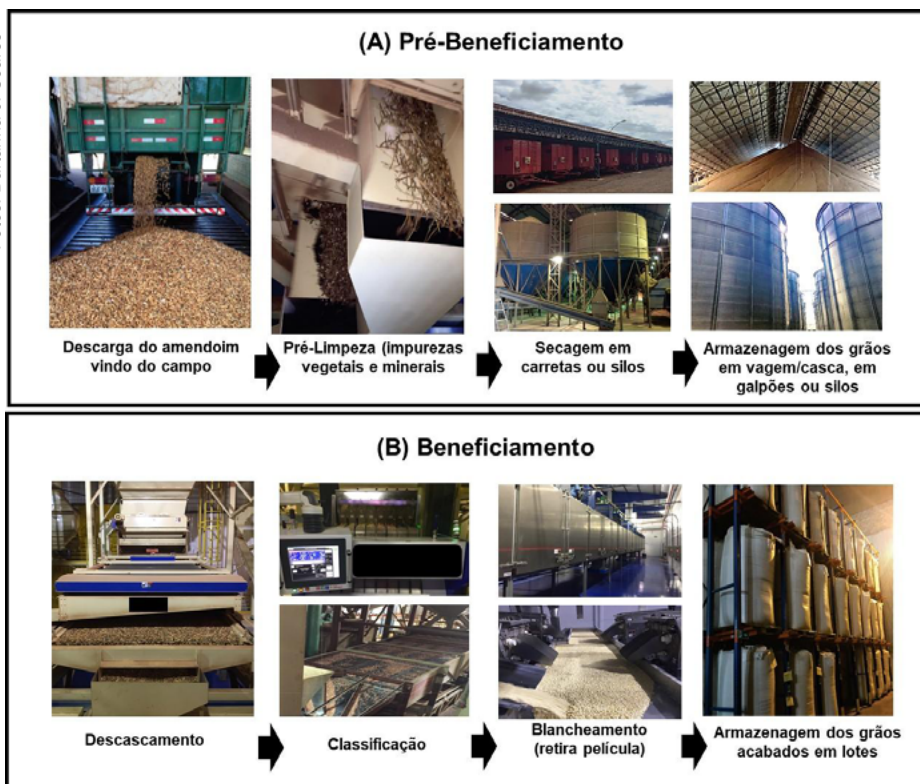 (A) Pré-Beneficiamento
Descarga do amendoim
vindo do campo
Pré-Limpeza (impurezas
vegetais e minerais
Secagem em
carretas ou silos
Armazenagem dos grãos
em vagem/casca, em
galpões ou silos
(B) Beneficiamento
Descascamento
Classificação
Blancheamento
(retira película)
Armazenagem dos grãos
acabados em lotes